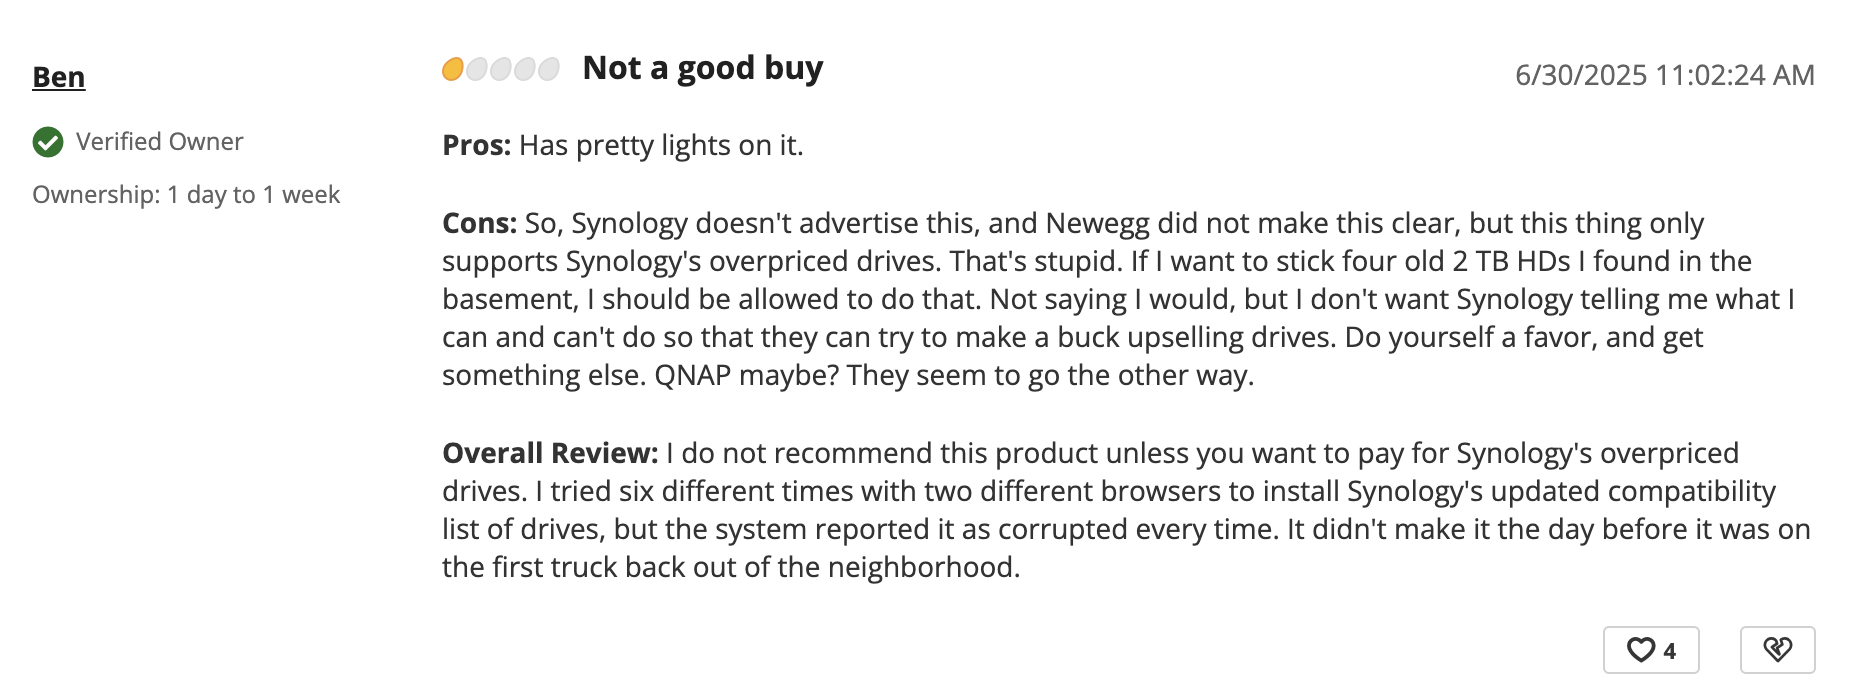 Ben
Verified Owner
Ownership: 1 day to 1 week
Not a good buy
6/30/2025 11:02:24 AM
Pros: Has pretty lights on it.
Cons: So, Synology doesn't advertise this, and Newegg did not make this clear, but this thing only
supports Synology's overpriced drives. That's stupid. If I want to stick four old 2 TB HDs I found in the
basement, I should be allowed to do that. Not saying I would, but I don't want Synology telling me what I
can and can't do so that they can try to make a buck upselling drives. Do yourself a favor, and get
something else. QNAP maybe? They seem to go the other way.
Overall Review: I do not recommend this product unless you want to pay for Synology's overpriced
drives. I tried six different times with two different browsers to install Synology's updated compatibility
list of drives, but the system reported it as corrupted every time. It didn't make it the day before it was on
the first truck back out of the neighborhood.
4